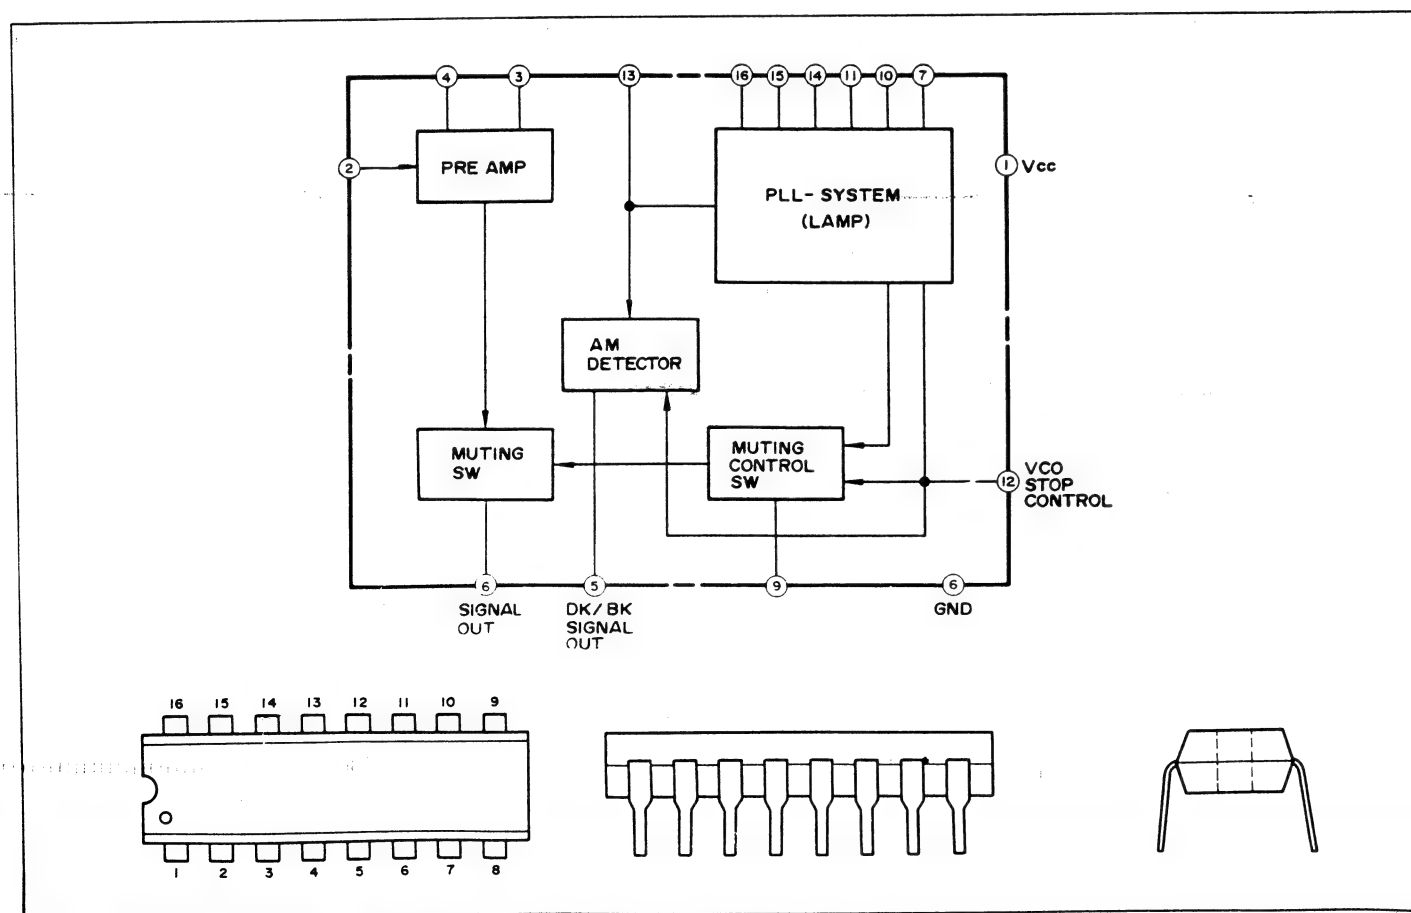 4 3 13 16 15 14 11 10 7
2 PRE AMP
PLL-SYSTEM
(LAMP)
1 Vcc
AM
DETECTOR
MUTING
SW
MUTING
CONTROL
SW
12 VCO
STOP
CONTROL
6 5 9 6
SIGNAL
OUT
DK/BK
SIGNAL
OUT
GND
16 15 14 13 12 11 10 9
1 2 3 4 5 6 7 8